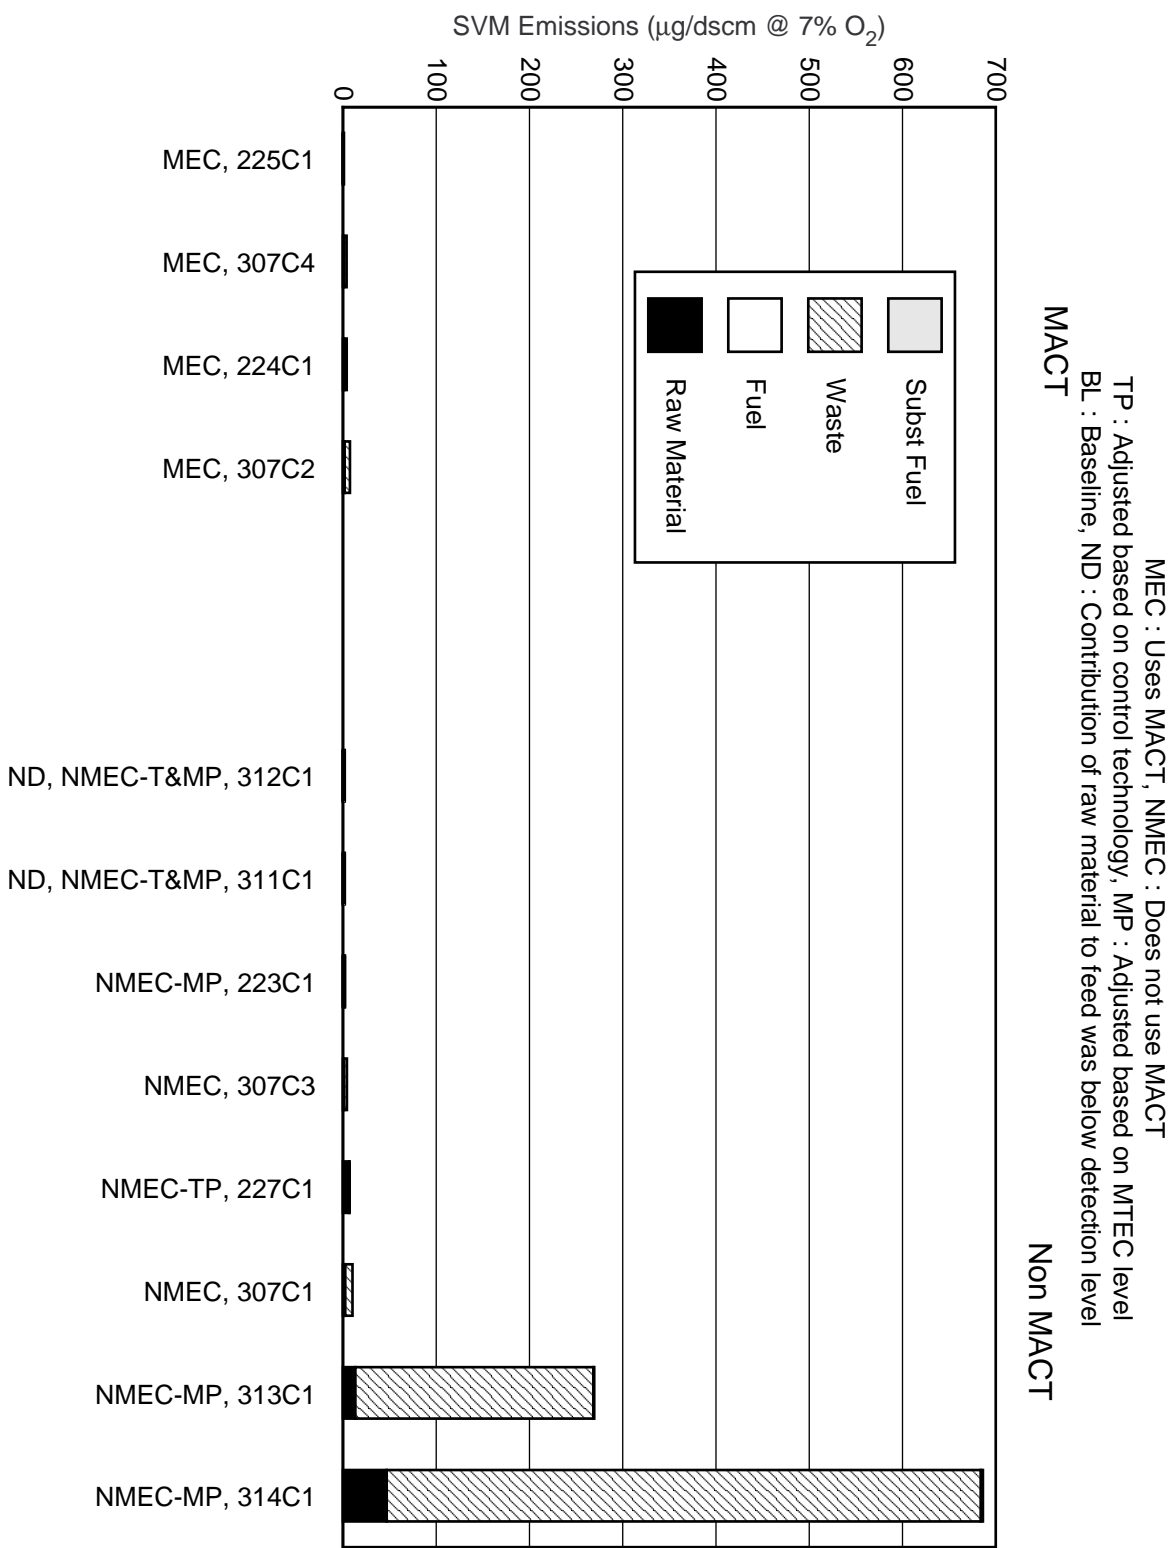 MEC : Uses MACT, NMEC : Does not use MACT
TP : Adjusted based on control technology, MP : Adjusted based on MTEC level
BL : Baseline, ND : Contribution of raw material to feed was below detection level
MACT
Non MACT
SVM Emissions (µg/dscm @ 7% O2)
700
600
500
400
300
200
100
0
Subst Fuel
Waste
Fuel
Raw Material
MEC, 225C1
MEC, 307C4
MEC, 224C1
MEC, 307C2
ND, NMEC-T&MP, 312C1
ND, NMEC-T&MP, 311C1
NMEC-MP, 223C1
NMEC, 307C3
NMEC-TP, 227C1
NMEC, 307C1
NMEC-MP, 313C1
NMEC-MP, 314C1